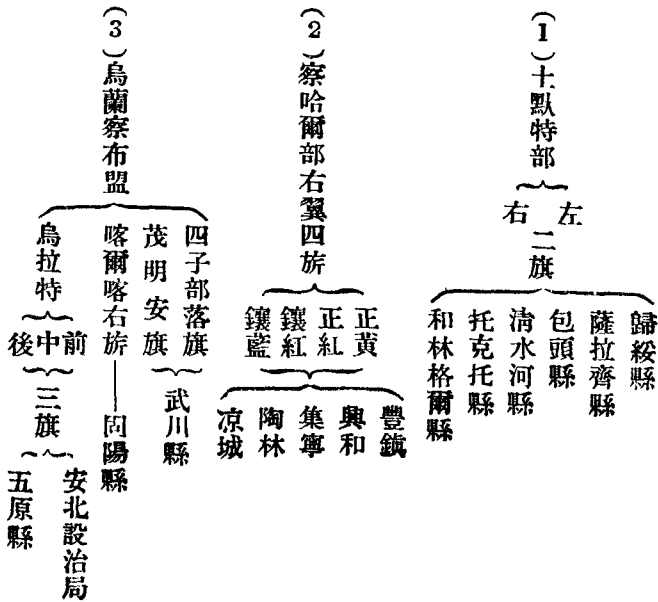 （1）土默特部
左
右
二旗
歸綏縣
薩拉齊縣
包頭縣
清水河縣
托克托縣
和林格爾縣
（2）察哈爾部右翼四旂
正黃
正紅
鑲紅
鑲藍
豐鎮
興和
集寧
陶林
凉城
（3）烏蘭察布盟
四子部落旗
茂明安旗
武川縣
喀爾喀右旂
固陽縣
烏拉特
前
中
後
三旗
安北設治局
五原縣